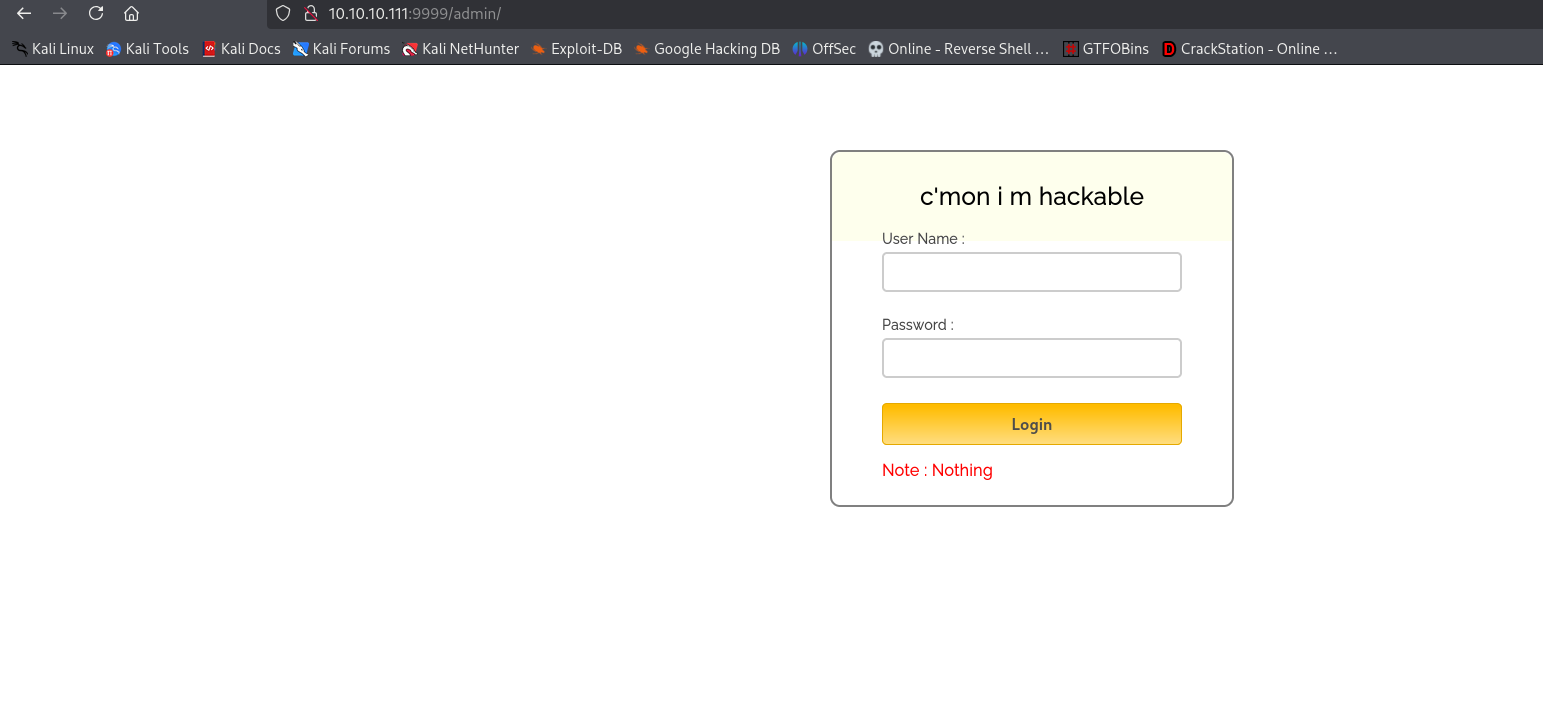 10.10.10.111:9999/admin/
Kali Linux Kali Tools Kali Docs Kali Forums Kali NetHunter Exploit-DB Google Hacking DB OffSec Online - Reverse Shell … GTFOBins CrackStation - Online …
c'mon i m hackable
User Name :
Password :
Login
Note : Nothing